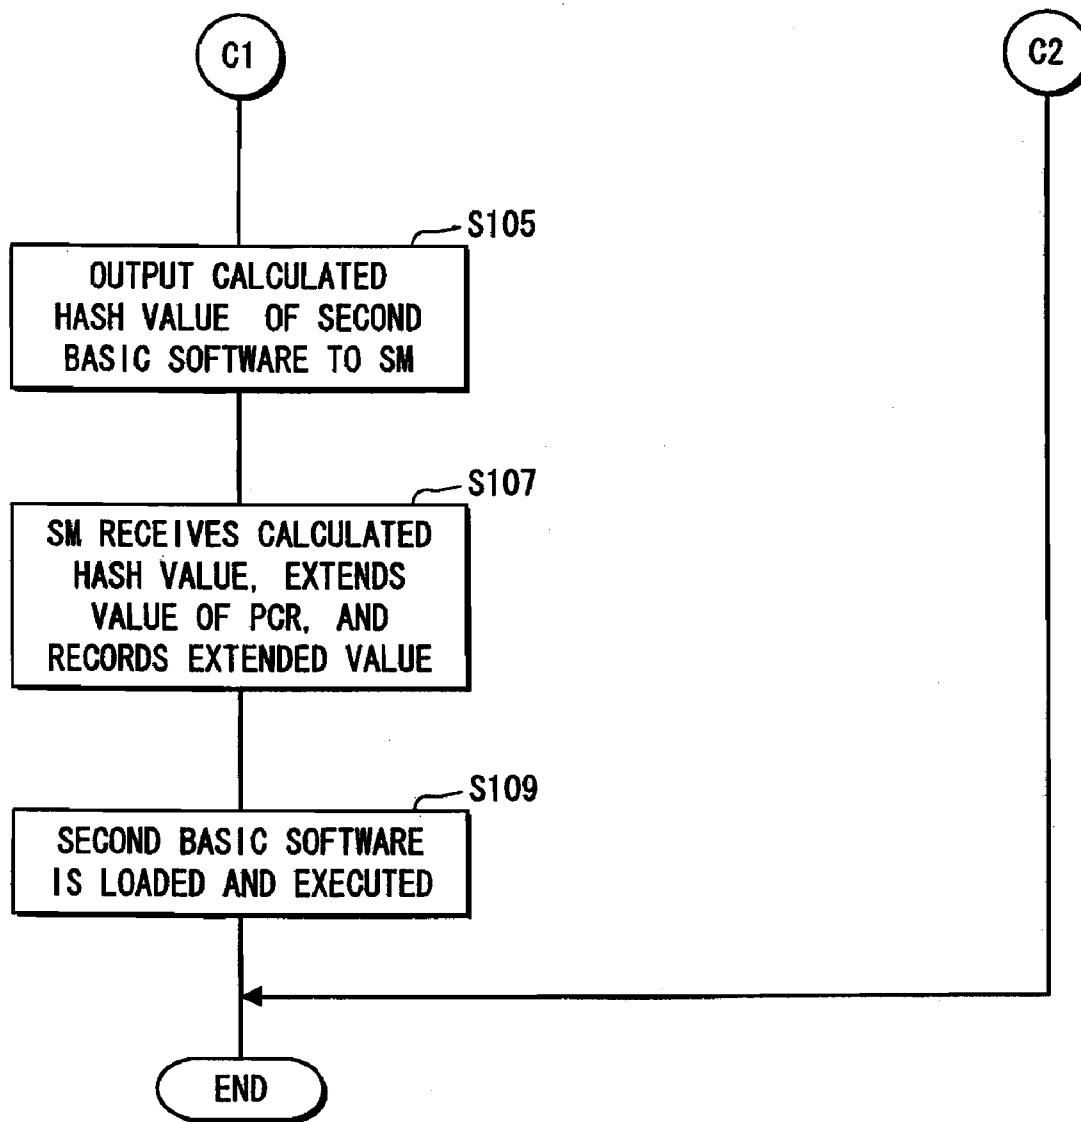 C1
C2
S105
OUTPUT CALCULATED
HASH VALUE OF SECOND
BASIC SOFTWARE TO SM
S107
SM RECEIVES CALCULATED
HASH VALUE, EXTENDS
VALUE OF PCR, AND
RECORDS EXTENDED VALUE
S109
SECOND BASIC SOFTWARE
IS LOADED AND EXECUTED
END